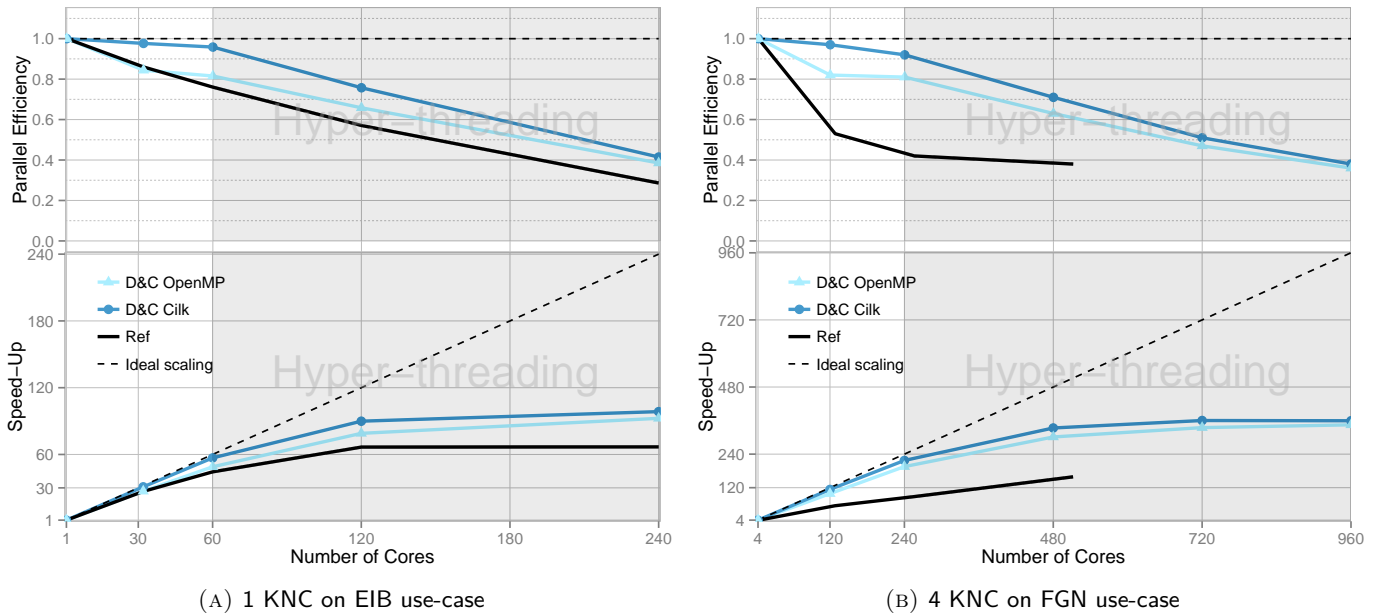 Parallel Efficiency
1.0
0.8
0.6
0.4
0.2
0.0
Hyper−threading
Speed−Up
240
180
120
60
30
1
D&C OpenMP
D&C Cilk
Ref
Ideal scaling
Hyper−threading
1 30 60 120 180 240
Number of Cores
(A) 1 KNC on EIB use-case
Parallel Efficiency
1.0
0.8
0.6
0.4
0.2
0.0
Hyper−threading
Speed−Up
960
720
480
240
120
4
D&C OpenMP
D&C Cilk
Ref
Ideal scaling
Hyper−threading
4 120 240 480 720 960
Number of Cores
(B) 4 KNC on FGN use-case